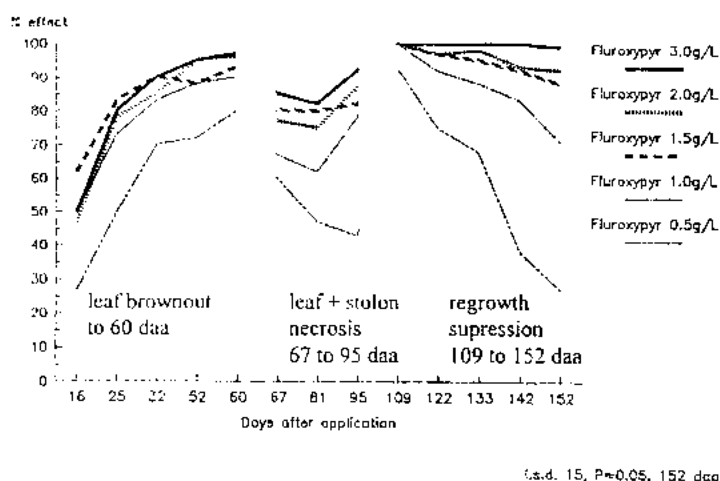 % effect
100
90
80
70
60
50
40
30
20
10
0
leaf brownout
to 60 daa
leaf + stolon
necrosis
67 to 95 daa
regrowth
supression
109 to 152 daa
16 25 32 52 60 67 81 95 109 122 133 142 152
Days after application
Fluroxypyr 3.0g/L
Fluroxypyr 2.0g/L
Fluroxypyr 1.5g/L
Fluroxypyr 1.0g/L
Fluroxypyr 0.5g/L
l.s.d. 15, P=0.05, 152 daa